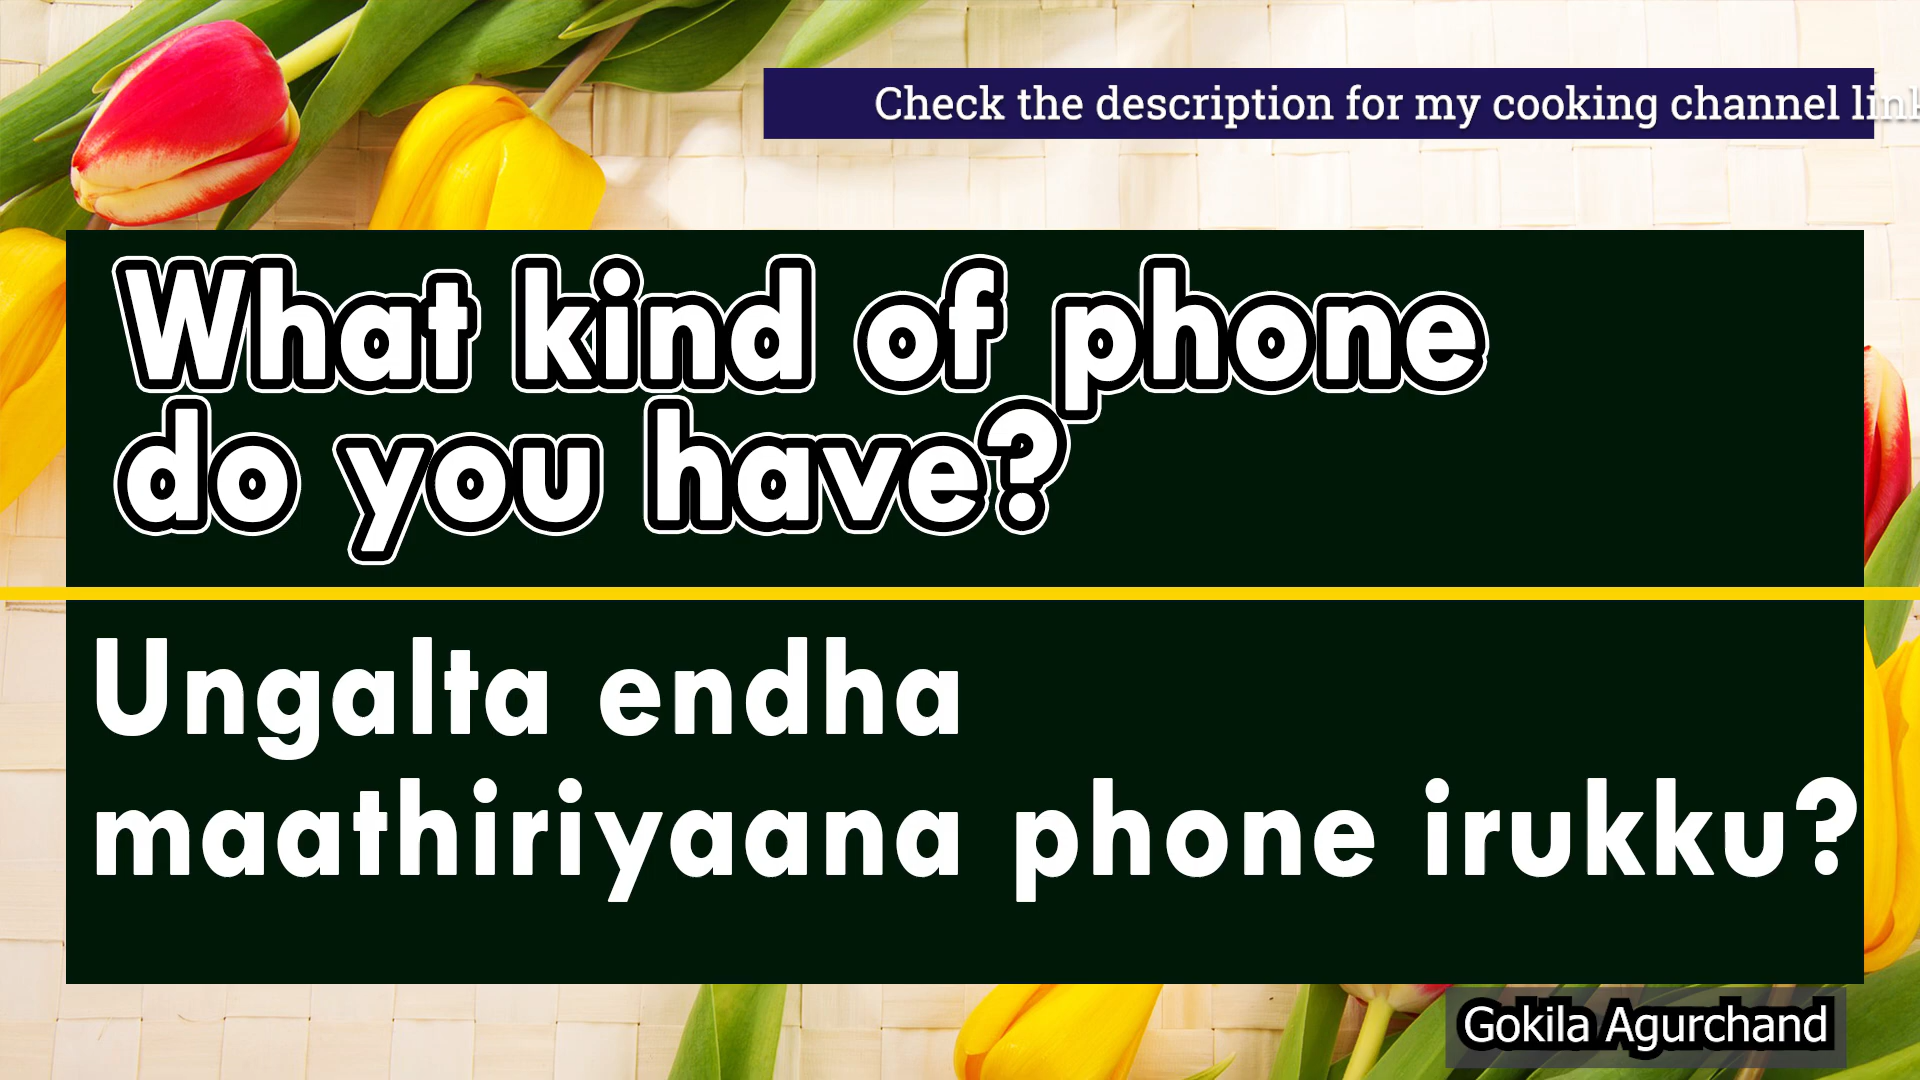 Check the description for my cooking channel link
What kind of phone
do you have?
Ungalta endha
maathiriyaana phone irukku?
Gokila Agurchand